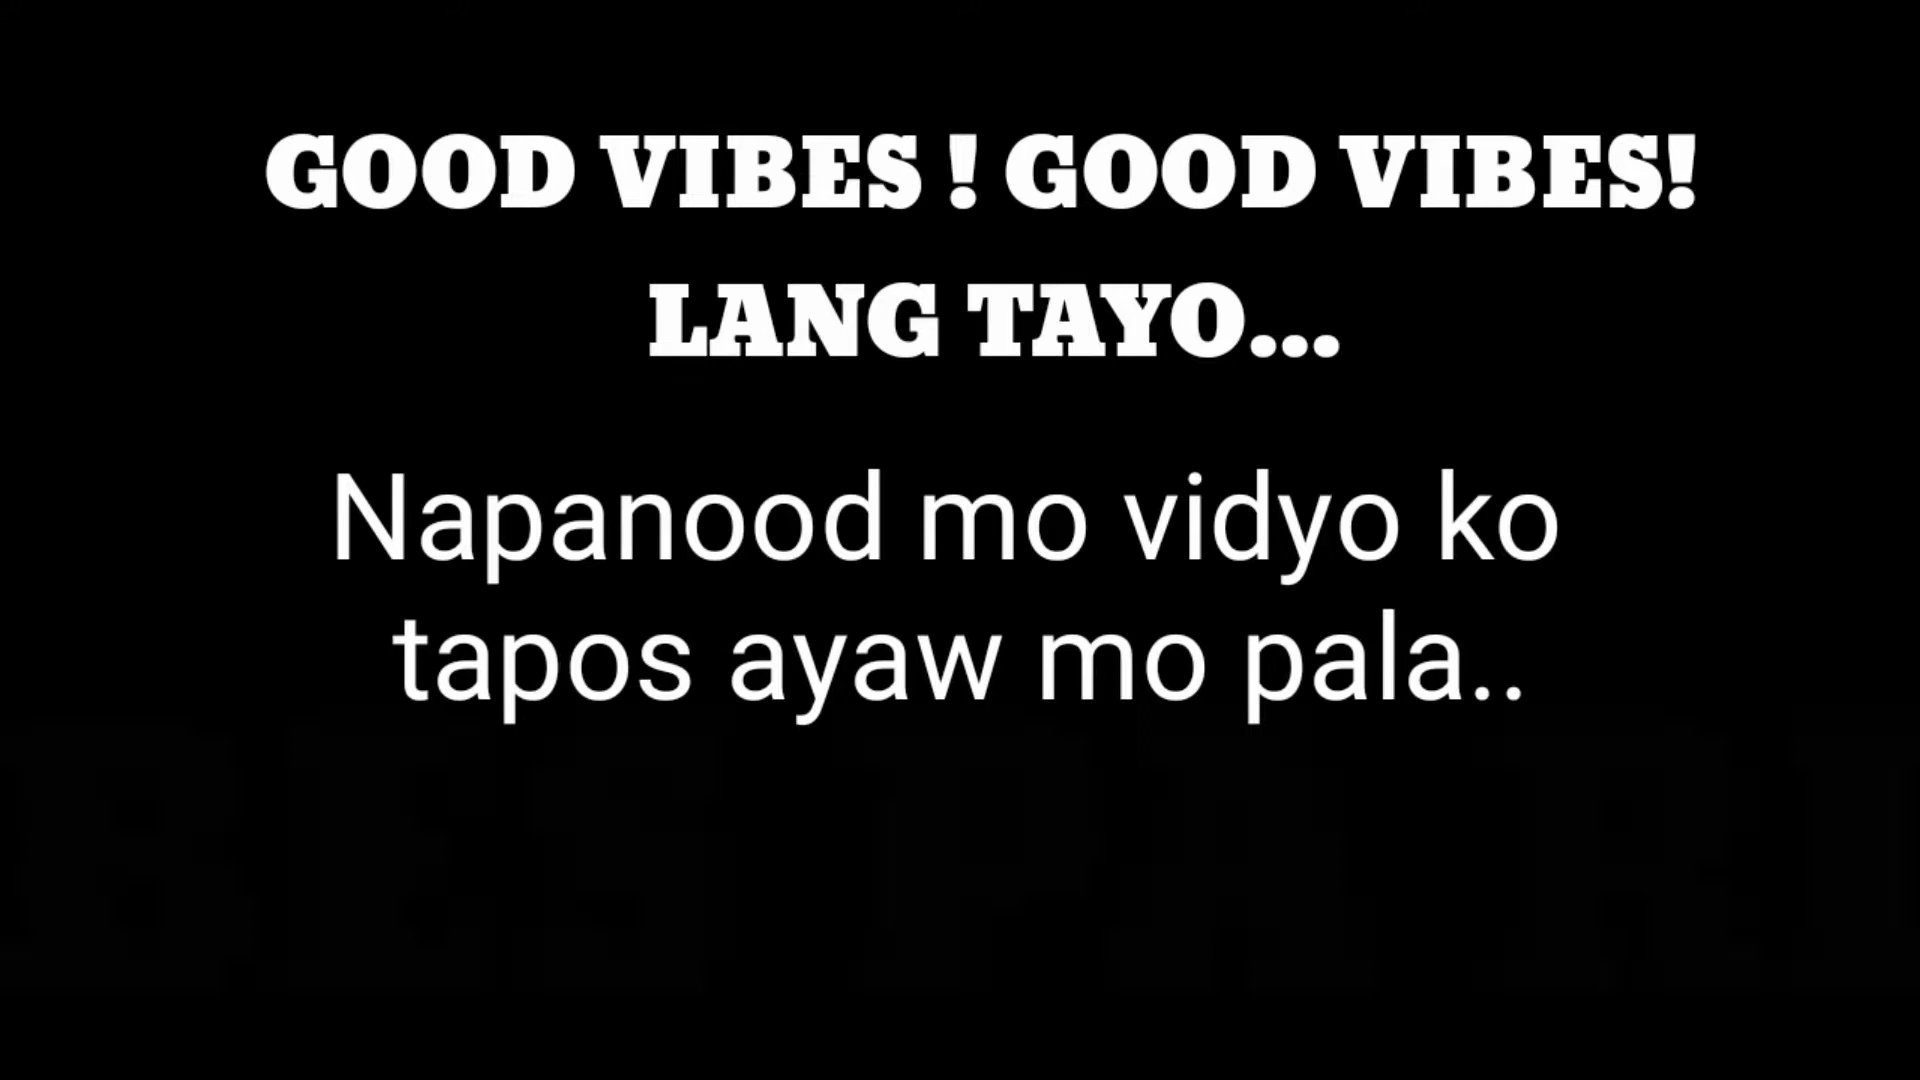 GOOD VIBES ! GOOD VIBES!
LANG TAYO...
Napanood mo vidyo ko
tapos ayaw mo pala..